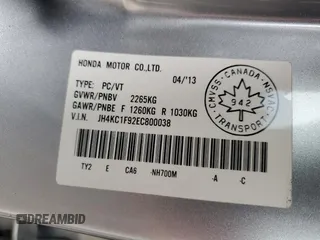 HONDA MOTOR CO.,LTD.
04/'13
TYPE: PC/VT
GVWR/PNBV 2265KG
GAWR/PNBE F 1260KG R 1030KG
V.I.N. JH4KC1F92EC800038
CMVSS - CANADA - NSVAC
942
TRANSPORT
TY2 E CA6 -NH700M -A -C
DREAMBID